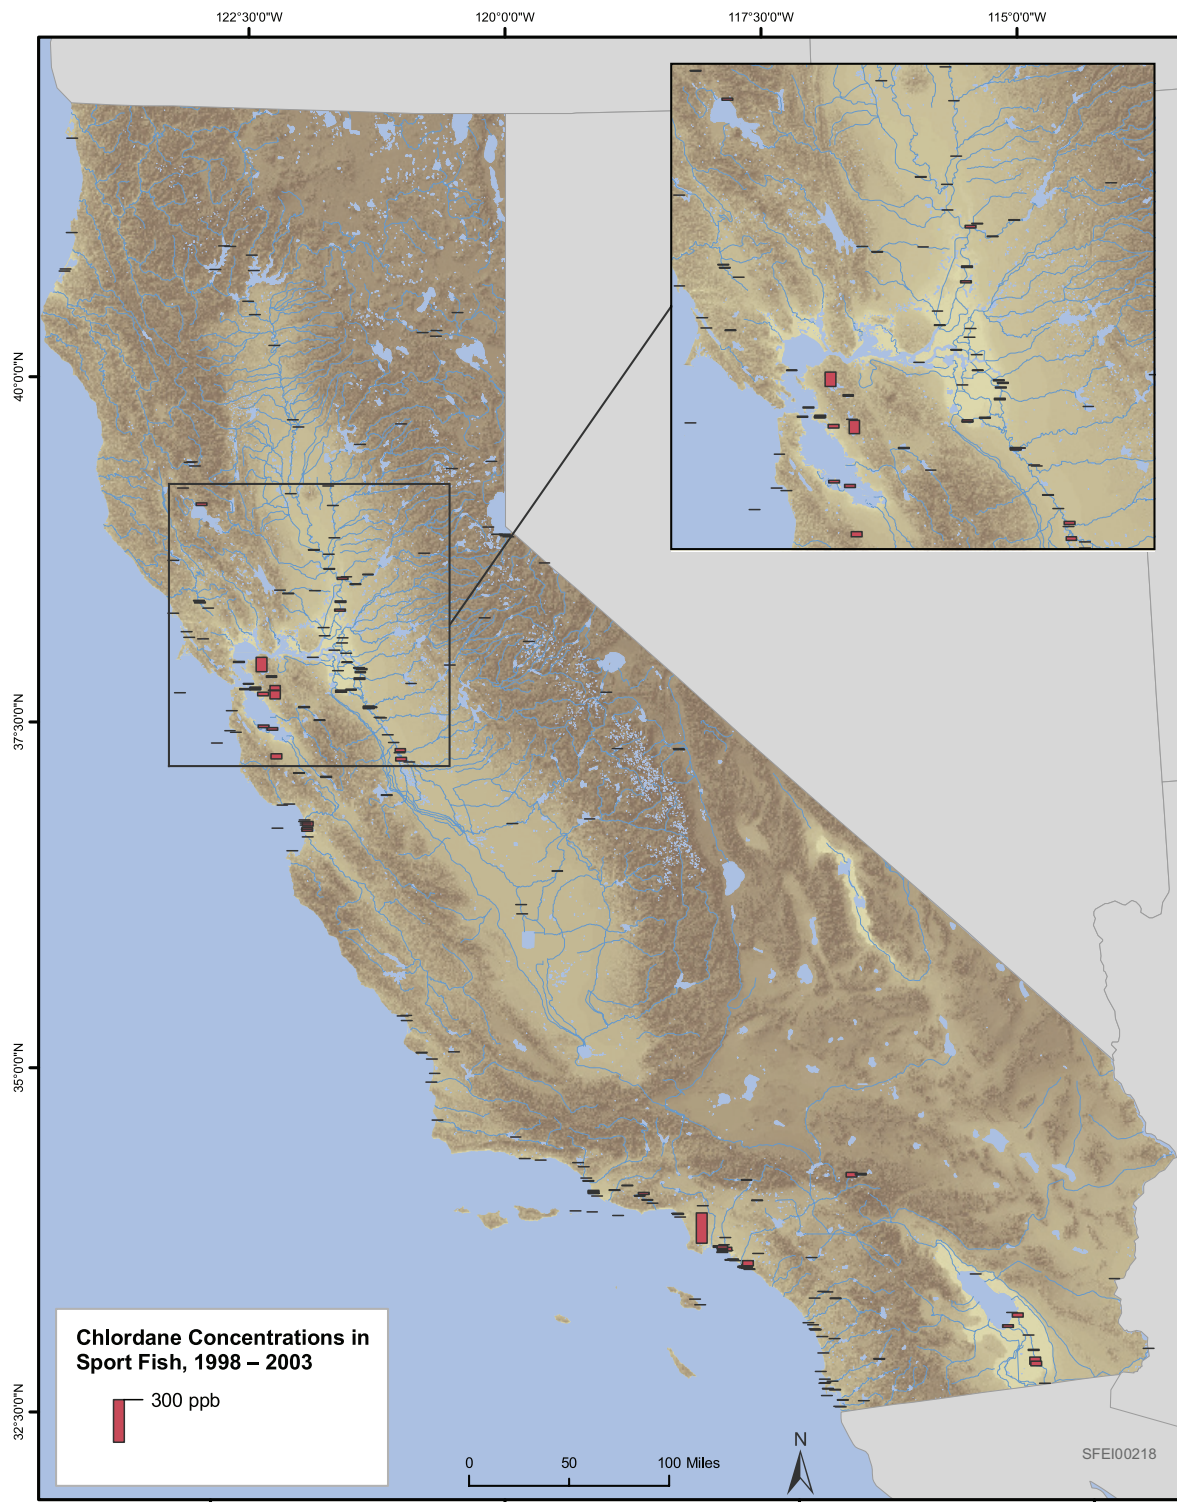 122°30'0"W
120°0'0"W
117°30'0"W
115°0'0"W
40°0'0"N
37°30'0"N
35°0'0"N
32°30'0"N
Chlordane Concentrations in
Sport Fish, 1998 – 2003
300 ppb
0
50
100 Miles
N
SFEI00218